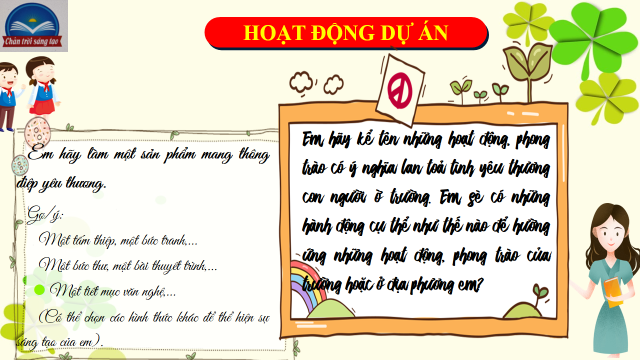 Chân trời sáng tạo
HOẠT ĐỘNG DỰ ÁN
Em hãy làm một sản phẩm mang thông
điệp yêu thương.
Gợi ý:
Một tấm thiệp, một bức tranh,...
Một bức thư, một bài thuyết trình,...
Một tiết mục văn nghệ,...
(Có thể chọn các hình thức khác để thể hiện sự
sáng tạo của em).
Em hãy kể tên những hoạt động, phong
trào có ý nghĩa lan toả tình yêu thương
con người ở trường. Em sẽ có những
hành động cụ thể như thế nào để hưởng
ứng những hoạt động, phong trào của
trường hoặc ở địa phương em?